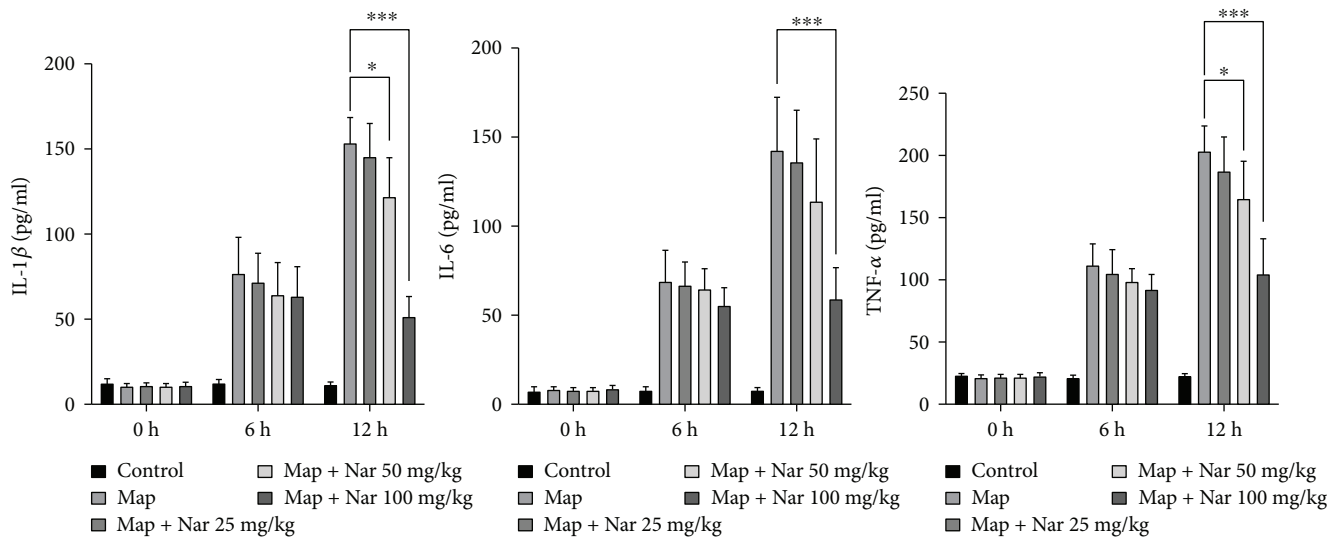 ***
*
200
150
100
50
0
IL-1β (pg/ml)
0 h 6 h 12 h
Control
Map
Map + Nar 25 mg/kg
Map + Nar 50 mg/kg
Map + Nar 100 mg/kg
***
200
150
100
50
0
IL-6 (pg/ml)
0 h 6 h 12 h
Control
Map
Map + Nar 25 mg/kg
Map + Nar 50 mg/kg
Map + Nar 100 mg/kg
***
*
250
200
150
100
50
0
TNF-α (pg/ml)
0 h 6 h 12 h
Control
Map
Map + Nar 25 mg/kg
Map + Nar 50 mg/kg
Map + Nar 100 mg/kg